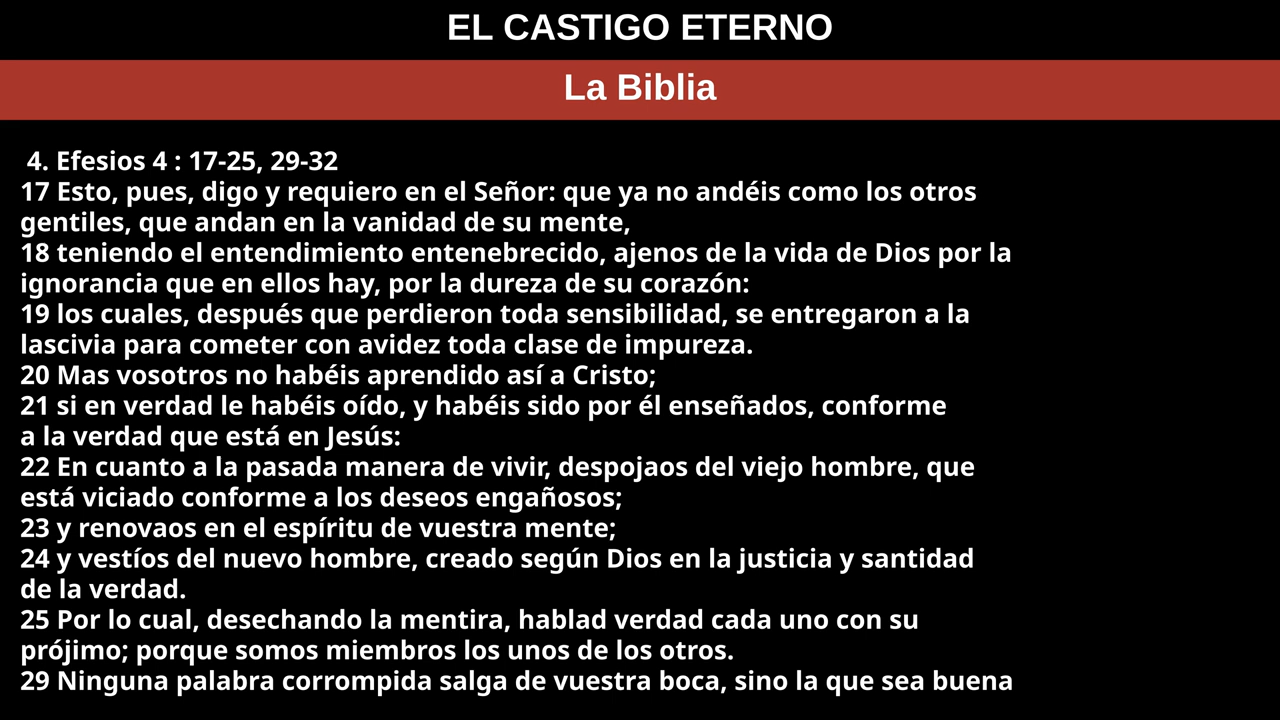 EL CASTIGO ETERNO
La Biblia
4. Efesios 4 : 17-25, 29-32
17 Esto, pues, digo y requiero en el Señor: que ya no andéis como los otros
gentiles, que andan en la vanidad de su mente,
18 teniendo el entendimiento entenebrecido, ajenos de la vida de Dios por la
ignorancia que en ellos hay, por la dureza de su corazón:
19 los cuales, después que perdieron toda sensibilidad, se entregaron a la
lascivia para cometer con avidez toda clase de impureza.
20 Mas vosotros no habéis aprendido así a Cristo;
21 si en verdad le habéis oído, y habéis sido por él enseñados, conforme
a la verdad que está en Jesús:
22 En cuanto a la pasada manera de vivir, despojaos del viejo hombre, que
está viciado conforme a los deseos engañosos;
23 y renovaos en el espíritu de vuestra mente;
24 y vestíos del nuevo hombre, creado según Dios en la justicia y santidad
de la verdad.
25 Por lo cual, desechando la mentira, hablad verdad cada uno con su
prójimo; porque somos miembros los unos de los otros.
29 Ninguna palabra corrompida salga de vuestra boca, sino la que sea buena